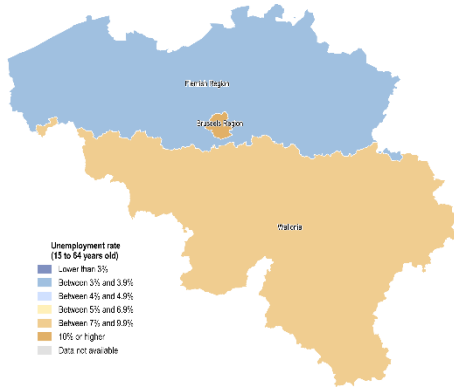 Flemish Region
Brussels Region
Wallonia
Unemployment rate
(15 to 64 years old)
Lower than 3%
Between 3% and 3.9%
Between 4% and 4.9%
Between 5% and 6.9%
Between 7% and 9.9%
10% or higher
Data not available